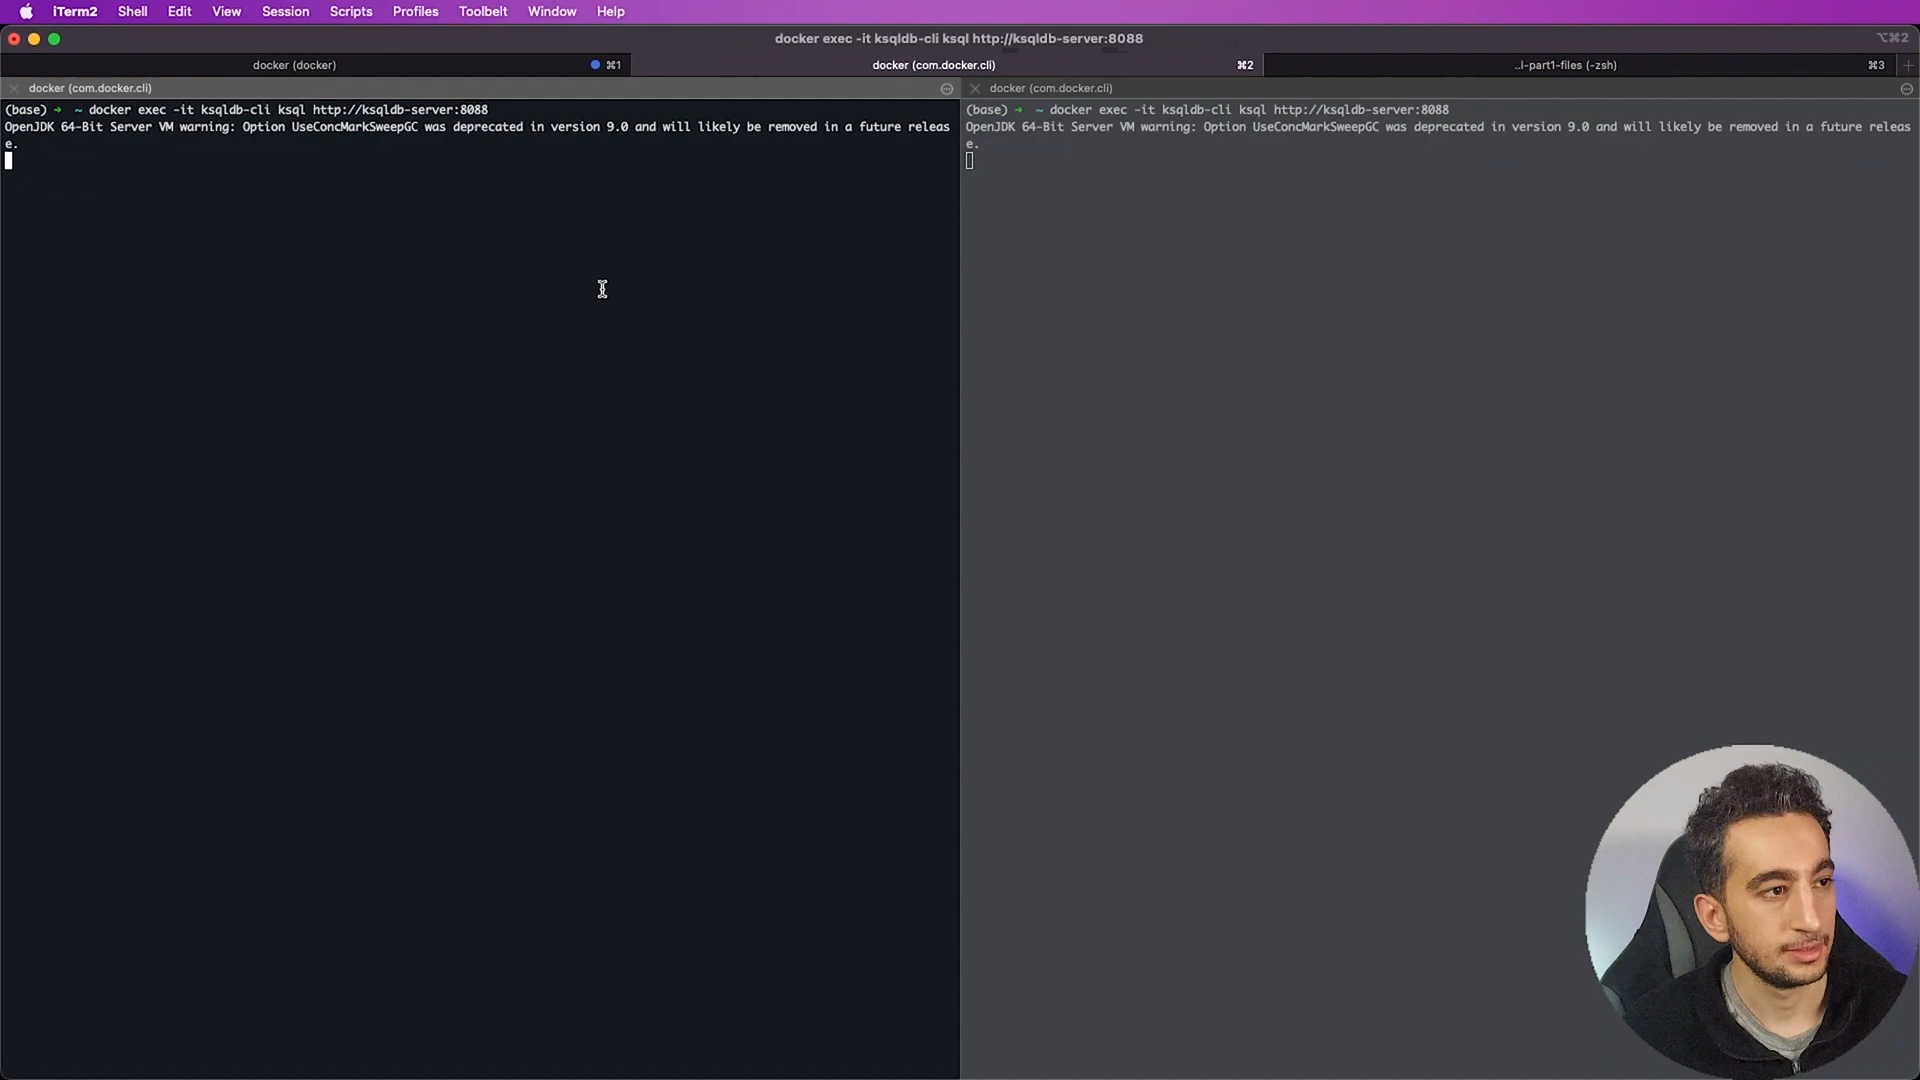 iTerm2 Shell Edit View Session Scripts Profiles Toolbelt Window Help
docker exec -it ksqldb-cli ksql http://ksqldb-server:8088 ⌥⌘2
docker (docker) ⌘1 docker (com.docker.cli) ⌘2 ..l-part1-files (-zsh) ⌘3
docker (com.docker.cli)
(base) ➜ ~ docker exec -it ksqldb-cli ksql http://ksqldb-server:8088
OpenJDK 64-Bit Server VM warning: Option UseConcMarkSweepGC was deprecated in version 9.0 and will likely be removed in a future releas
e.
docker (com.docker.cli)
(base) ➜ ~ docker exec -it ksqldb-cli ksql http://ksqldb-server:8088
OpenJDK 64-Bit Server VM warning: Option UseConcMarkSweepGC was deprecated in version 9.0 and will likely be removed in a future releas
e.